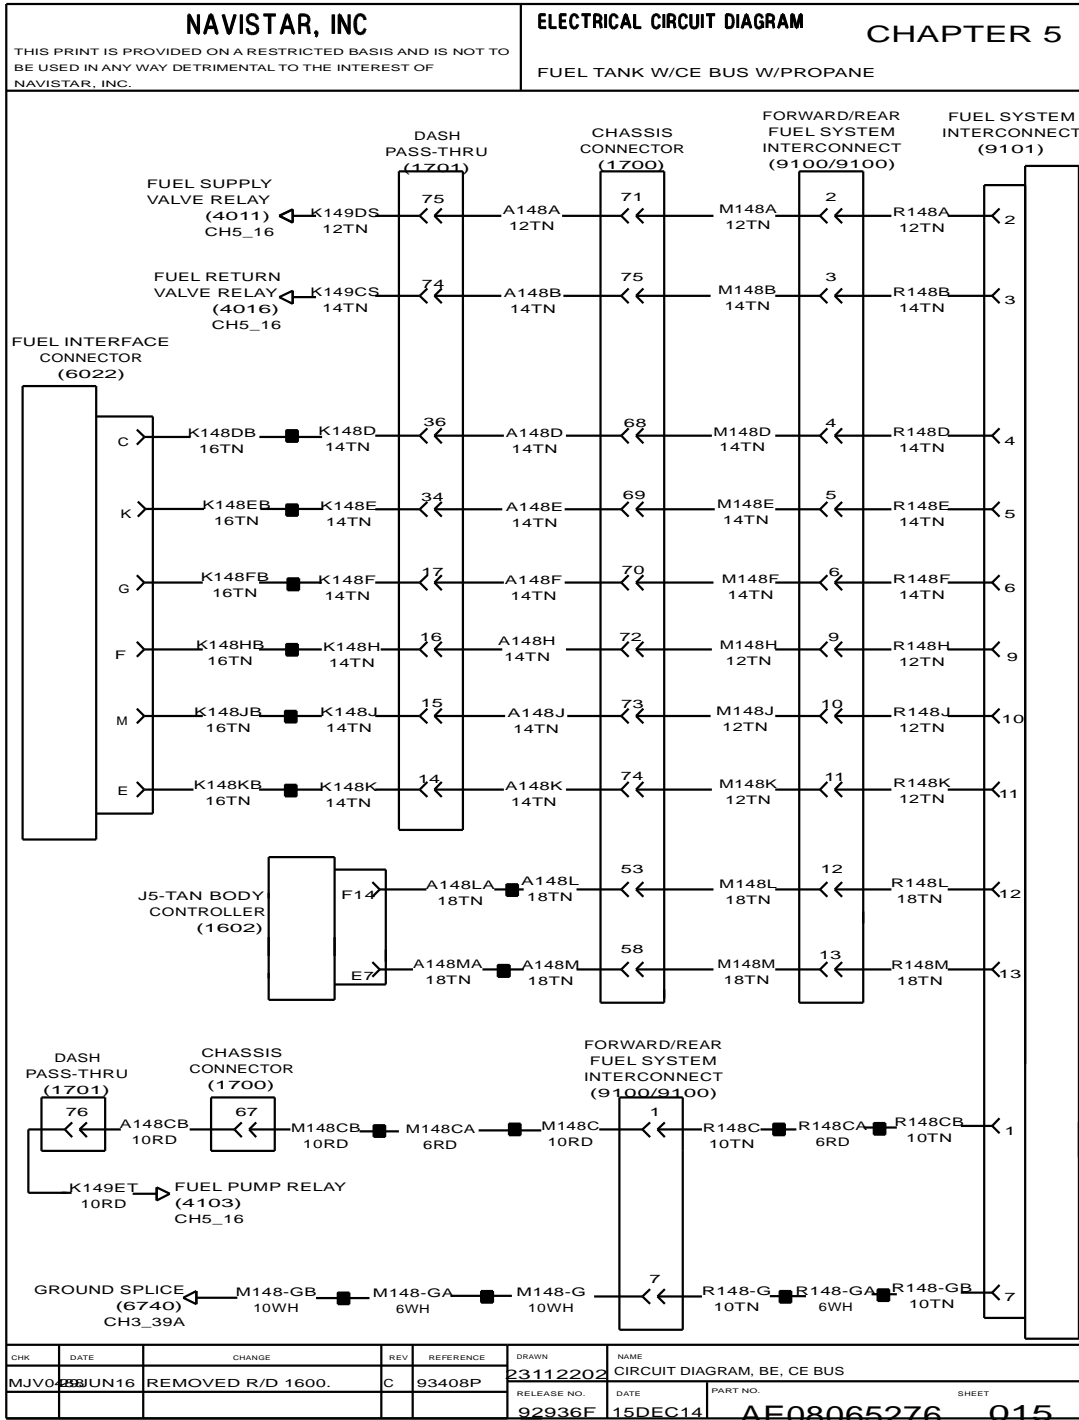 NAVISTAR, INC
THIS PRINT IS PROVIDED ON A RESTRICTED BASIS AND IS NOT TO
BE USED IN ANY WAY DETRIMENTAL TO THE INTEREST OF
NAVISTAR, INC.
ELECTRICAL CIRCUIT DIAGRAM
CHAPTER 5
FUEL TANK W/CE BUS W/PROPANE
DASH
PASS-THRU
(1701)
CHASSIS
CONNECTOR
(1700)
FORWARD/REAR
FUEL SYSTEM
INTERCONNECT
(9100/9100)
FUEL SYSTEM
INTERCONNECT
(9101)
FUEL SUPPLY
VALVE RELAY
(4011)
CH5_16
K149DS
12TN
75
A148A
12TN
71
M148A
12TN
2
R148A
12TN
2
FUEL RETURN
VALVE RELAY
(4016)
CH5_16
K149CS
14TN
74
A148B
14TN
75
M148B
14TN
3
R148B
14TN
3
FUEL INTERFACE
CONNECTOR
(6022)
C
K148DB
16TN
K148D
14TN
36
A148D
14TN
68
M148D
14TN
4
R148D
14TN
4
K
K148EB
16TN
K148E
14TN
34
A148E
14TN
69
M148E
14TN
5
R148E
14TN
5
G
K148FB
16TN
K148F
14TN
17
A148F
14TN
70
M148F
14TN
6
R148F
14TN
6
F
K148HB
16TN
K148H
14TN
16
A148H
14TN
72
M148H
12TN
9
R148H
12TN
9
M
K148JB
16TN
K148J
14TN
15
A148J
14TN
73
M148J
12TN
10
R148J
12TN
10
E
K148KB
16TN
K148K
14TN
14
A148K
14TN
74
M148K
12TN
11
R148K
12TN
11
J5-TAN BODY
CONTROLLER
(1602)
F14
A148LA
18TN
A148L
18TN
53
M148L
18TN
12
R148L
18TN
12
E7
A148MA
18TN
A148M
18TN
58
M148M
18TN
13
R148M
18TN
13
DASH
PASS-THRU
(1701)
CHASSIS
CONNECTOR
(1700)
FORWARD/REAR
FUEL SYSTEM
INTERCONNECT
(9100/9100)
76
A148CB
10RD
67
M148CB
10RD
M148CA
6RD
M148C
10RD
1
R148C
10TN
R148CA
6RD
R148CB
10TN
1
K149ET
10RD
FUEL PUMP RELAY
(4103)
CH5_16
GROUND SPLICE
(6740)
CH3_39A
M148-GB
10WH
M148-GA
6WH
M148-G
10WH
7
R148-G
10TN
R148-GA
6WH
R148-GB
10TN
7
CHK DATE CHANGE REV REFERENCE
JUN16 REMOVED R/D 1600. C 93408P
DRAWN
23112202
NAME
CIRCUIT DIAGRAM, BE, CE BUS
RELEASE NO.
92936F
DATE
15DEC14
PART NO.
AE08065276
SHEET
015